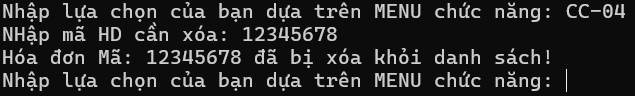 Nhập lựa chọn của bạn dựa trên MENU chức năng: CC-04
NHập mã HD cần xóa: 12345678
Hóa đơn Mã: 12345678 đã bị xóa khỏi danh sách!
Nhập lựa chọn của bạn dựa trên MENU chức năng: